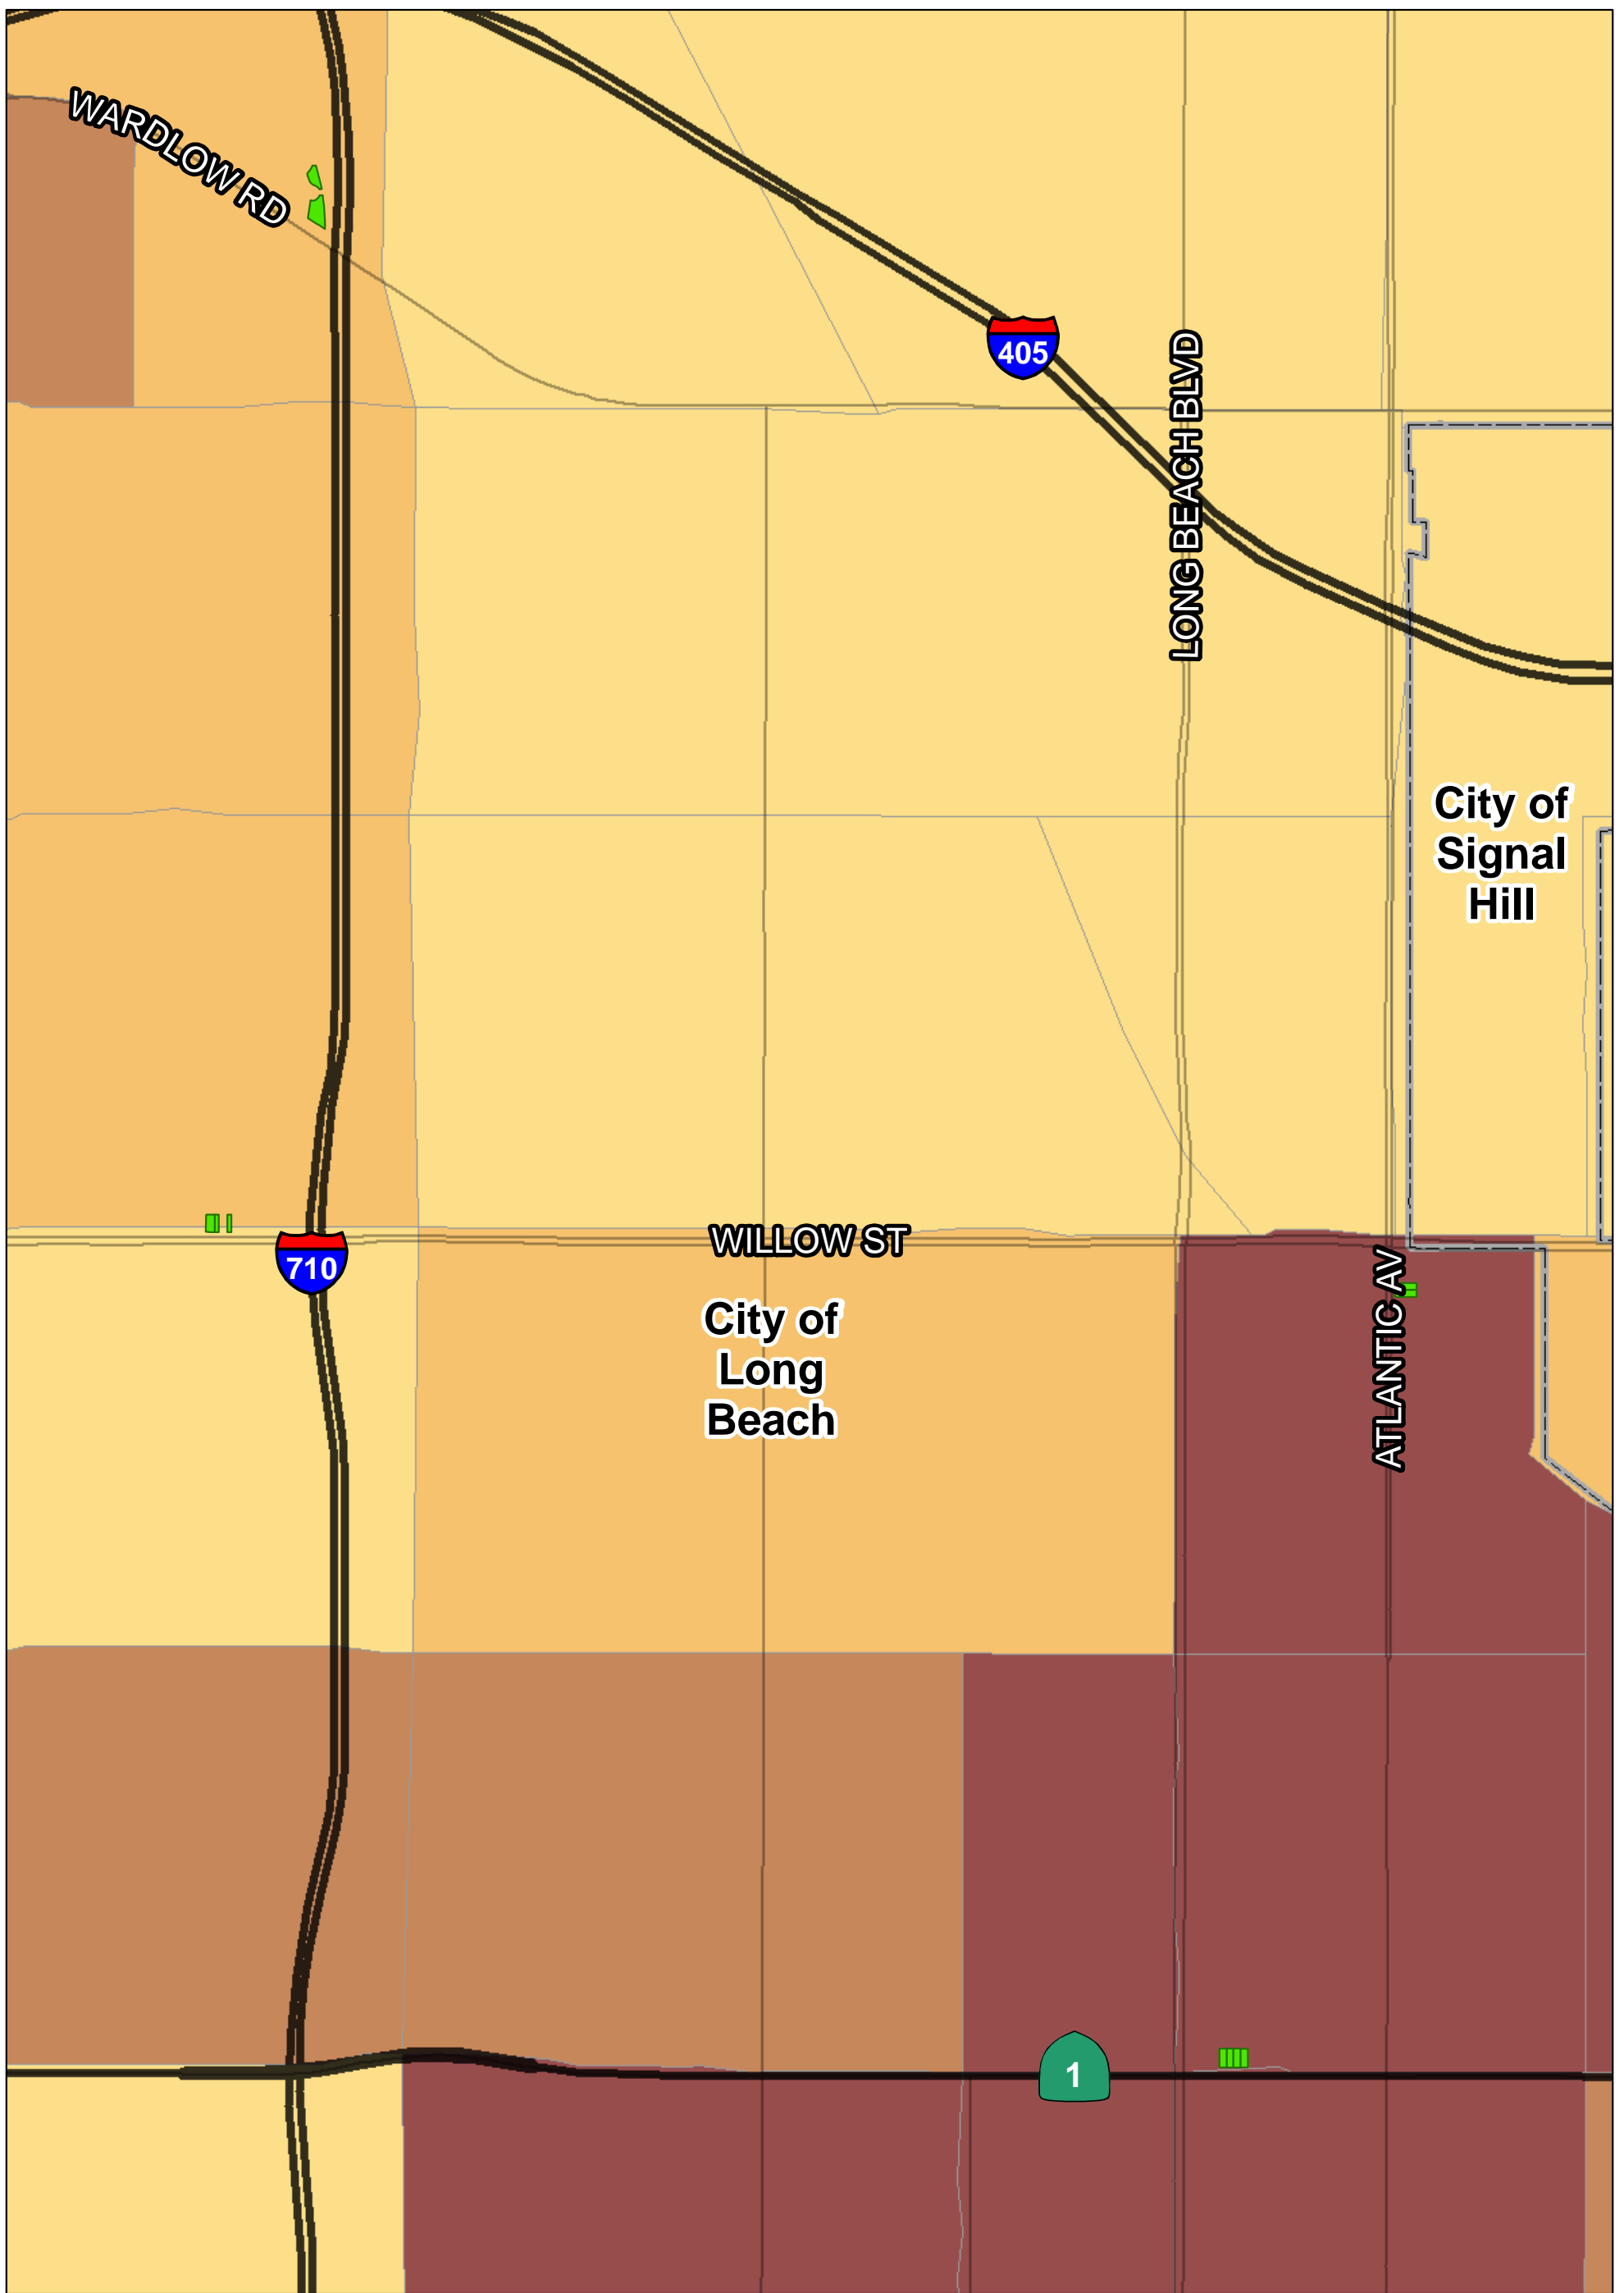 WARDLOW RD
405
LONG BEACH BLVD
City of
Signal
Hill
WILLOW ST
710
City of
Long
Beach
ATLANTIC AV
1